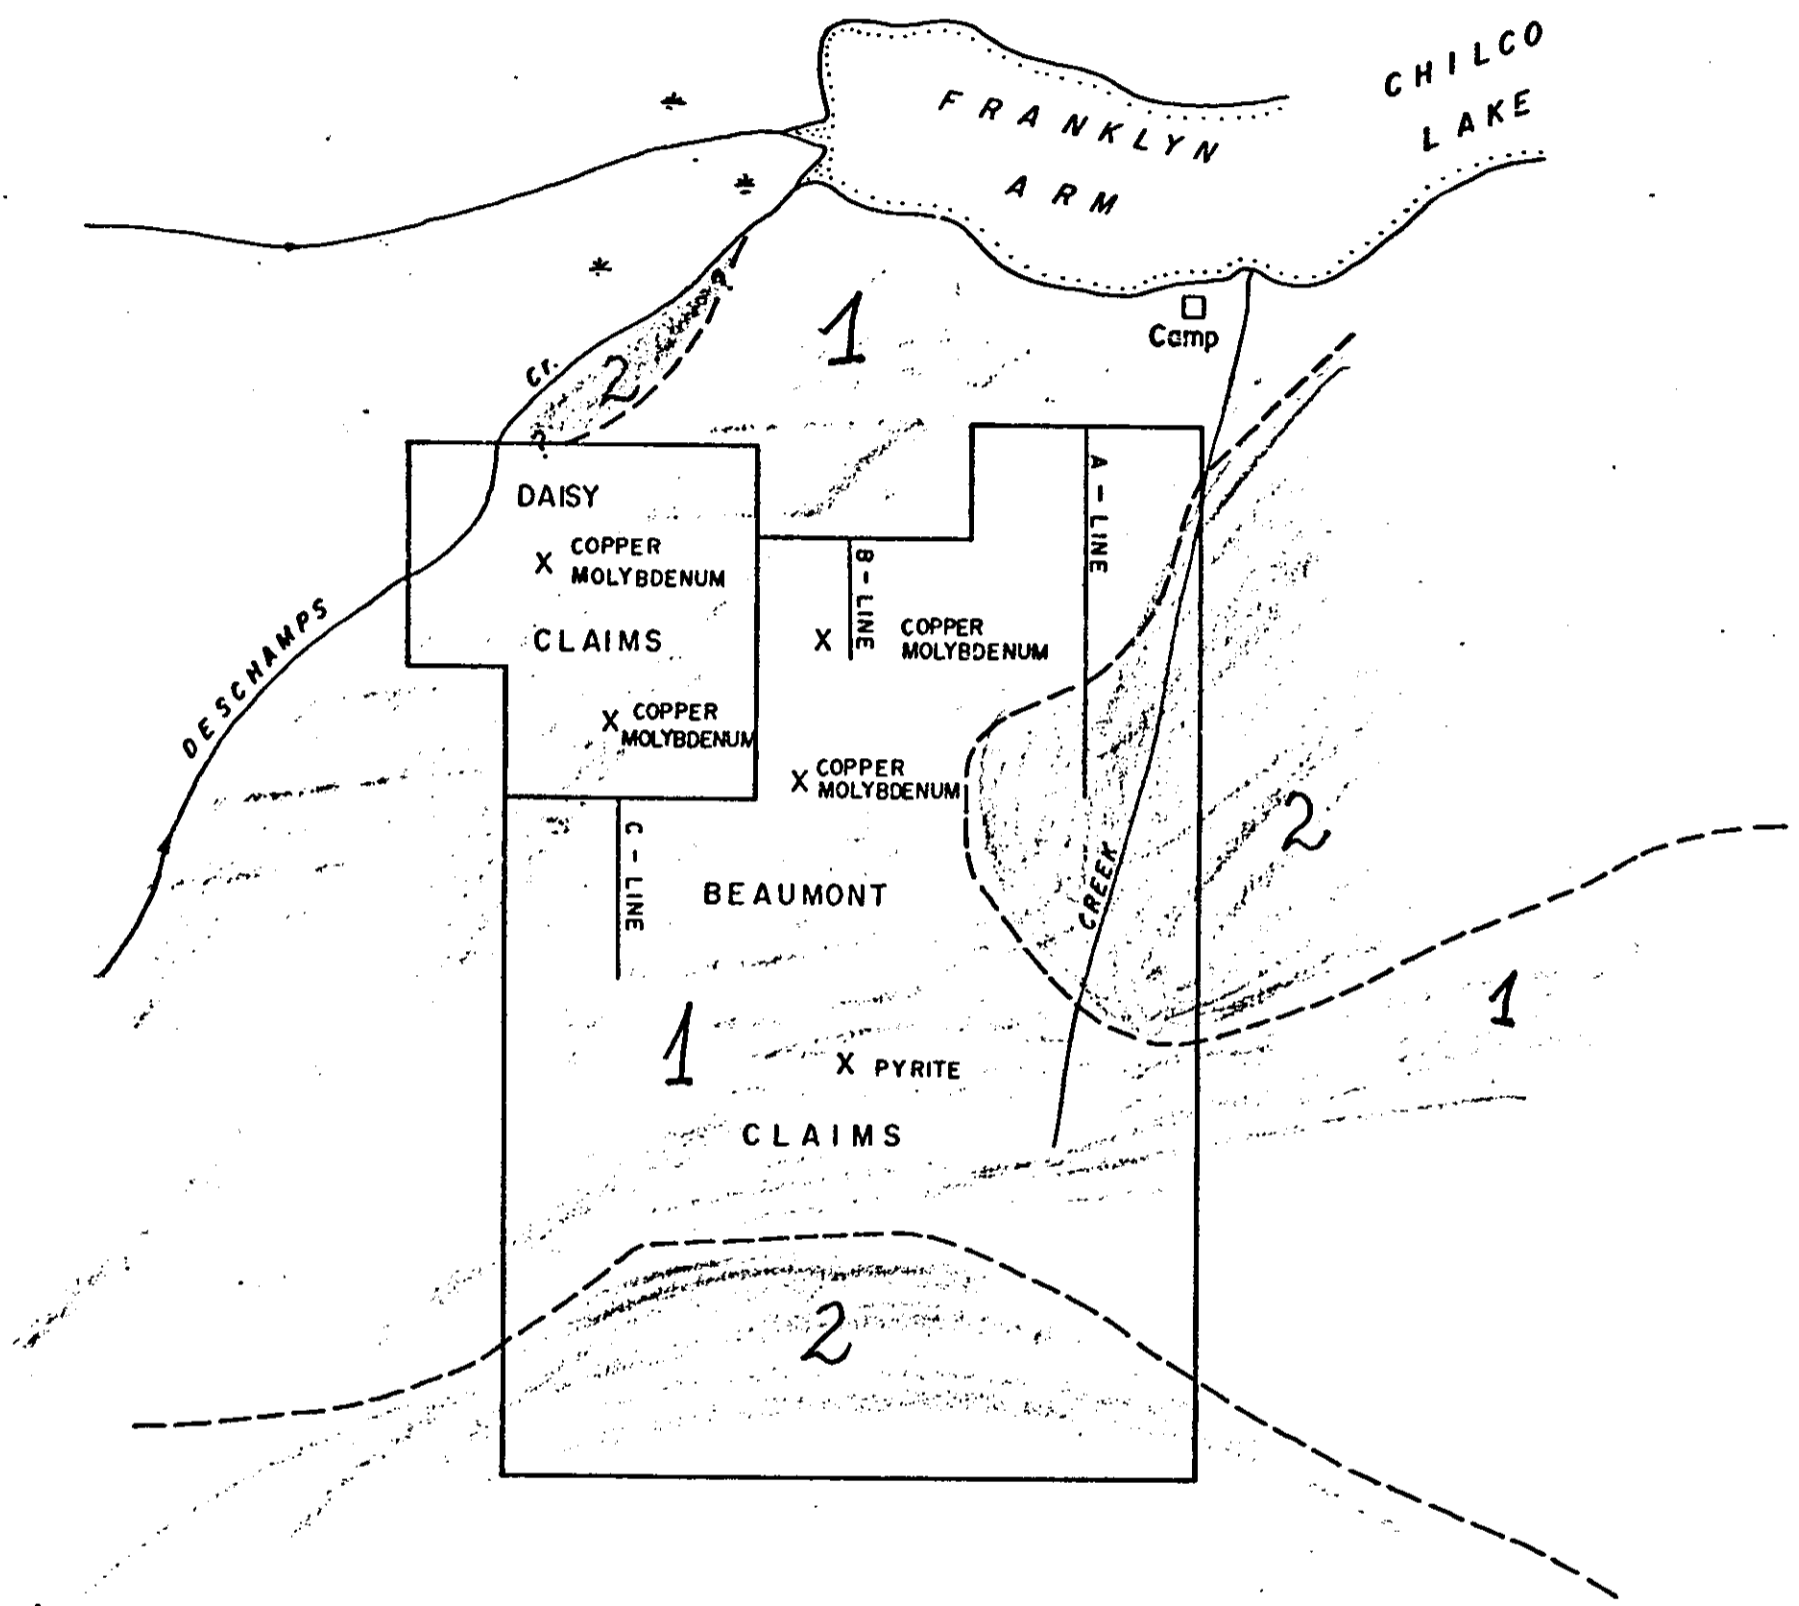 CHILCO
LAKE
FRANKLYN
ARM
Camp
1
?
2
Cr.
?
DAISY
A-LINE
COPPER
MOLYBDENUM
B-LINE
CLAIMS
COPPER
MOLYBDENUM
DESCHAMPS
COPPER
MOLYBDENUM
COPPER
MOLYBDENUM
2
C-LINE
CREEK
BEAUMONT
1
1
PYRITE
CLAIMS
2